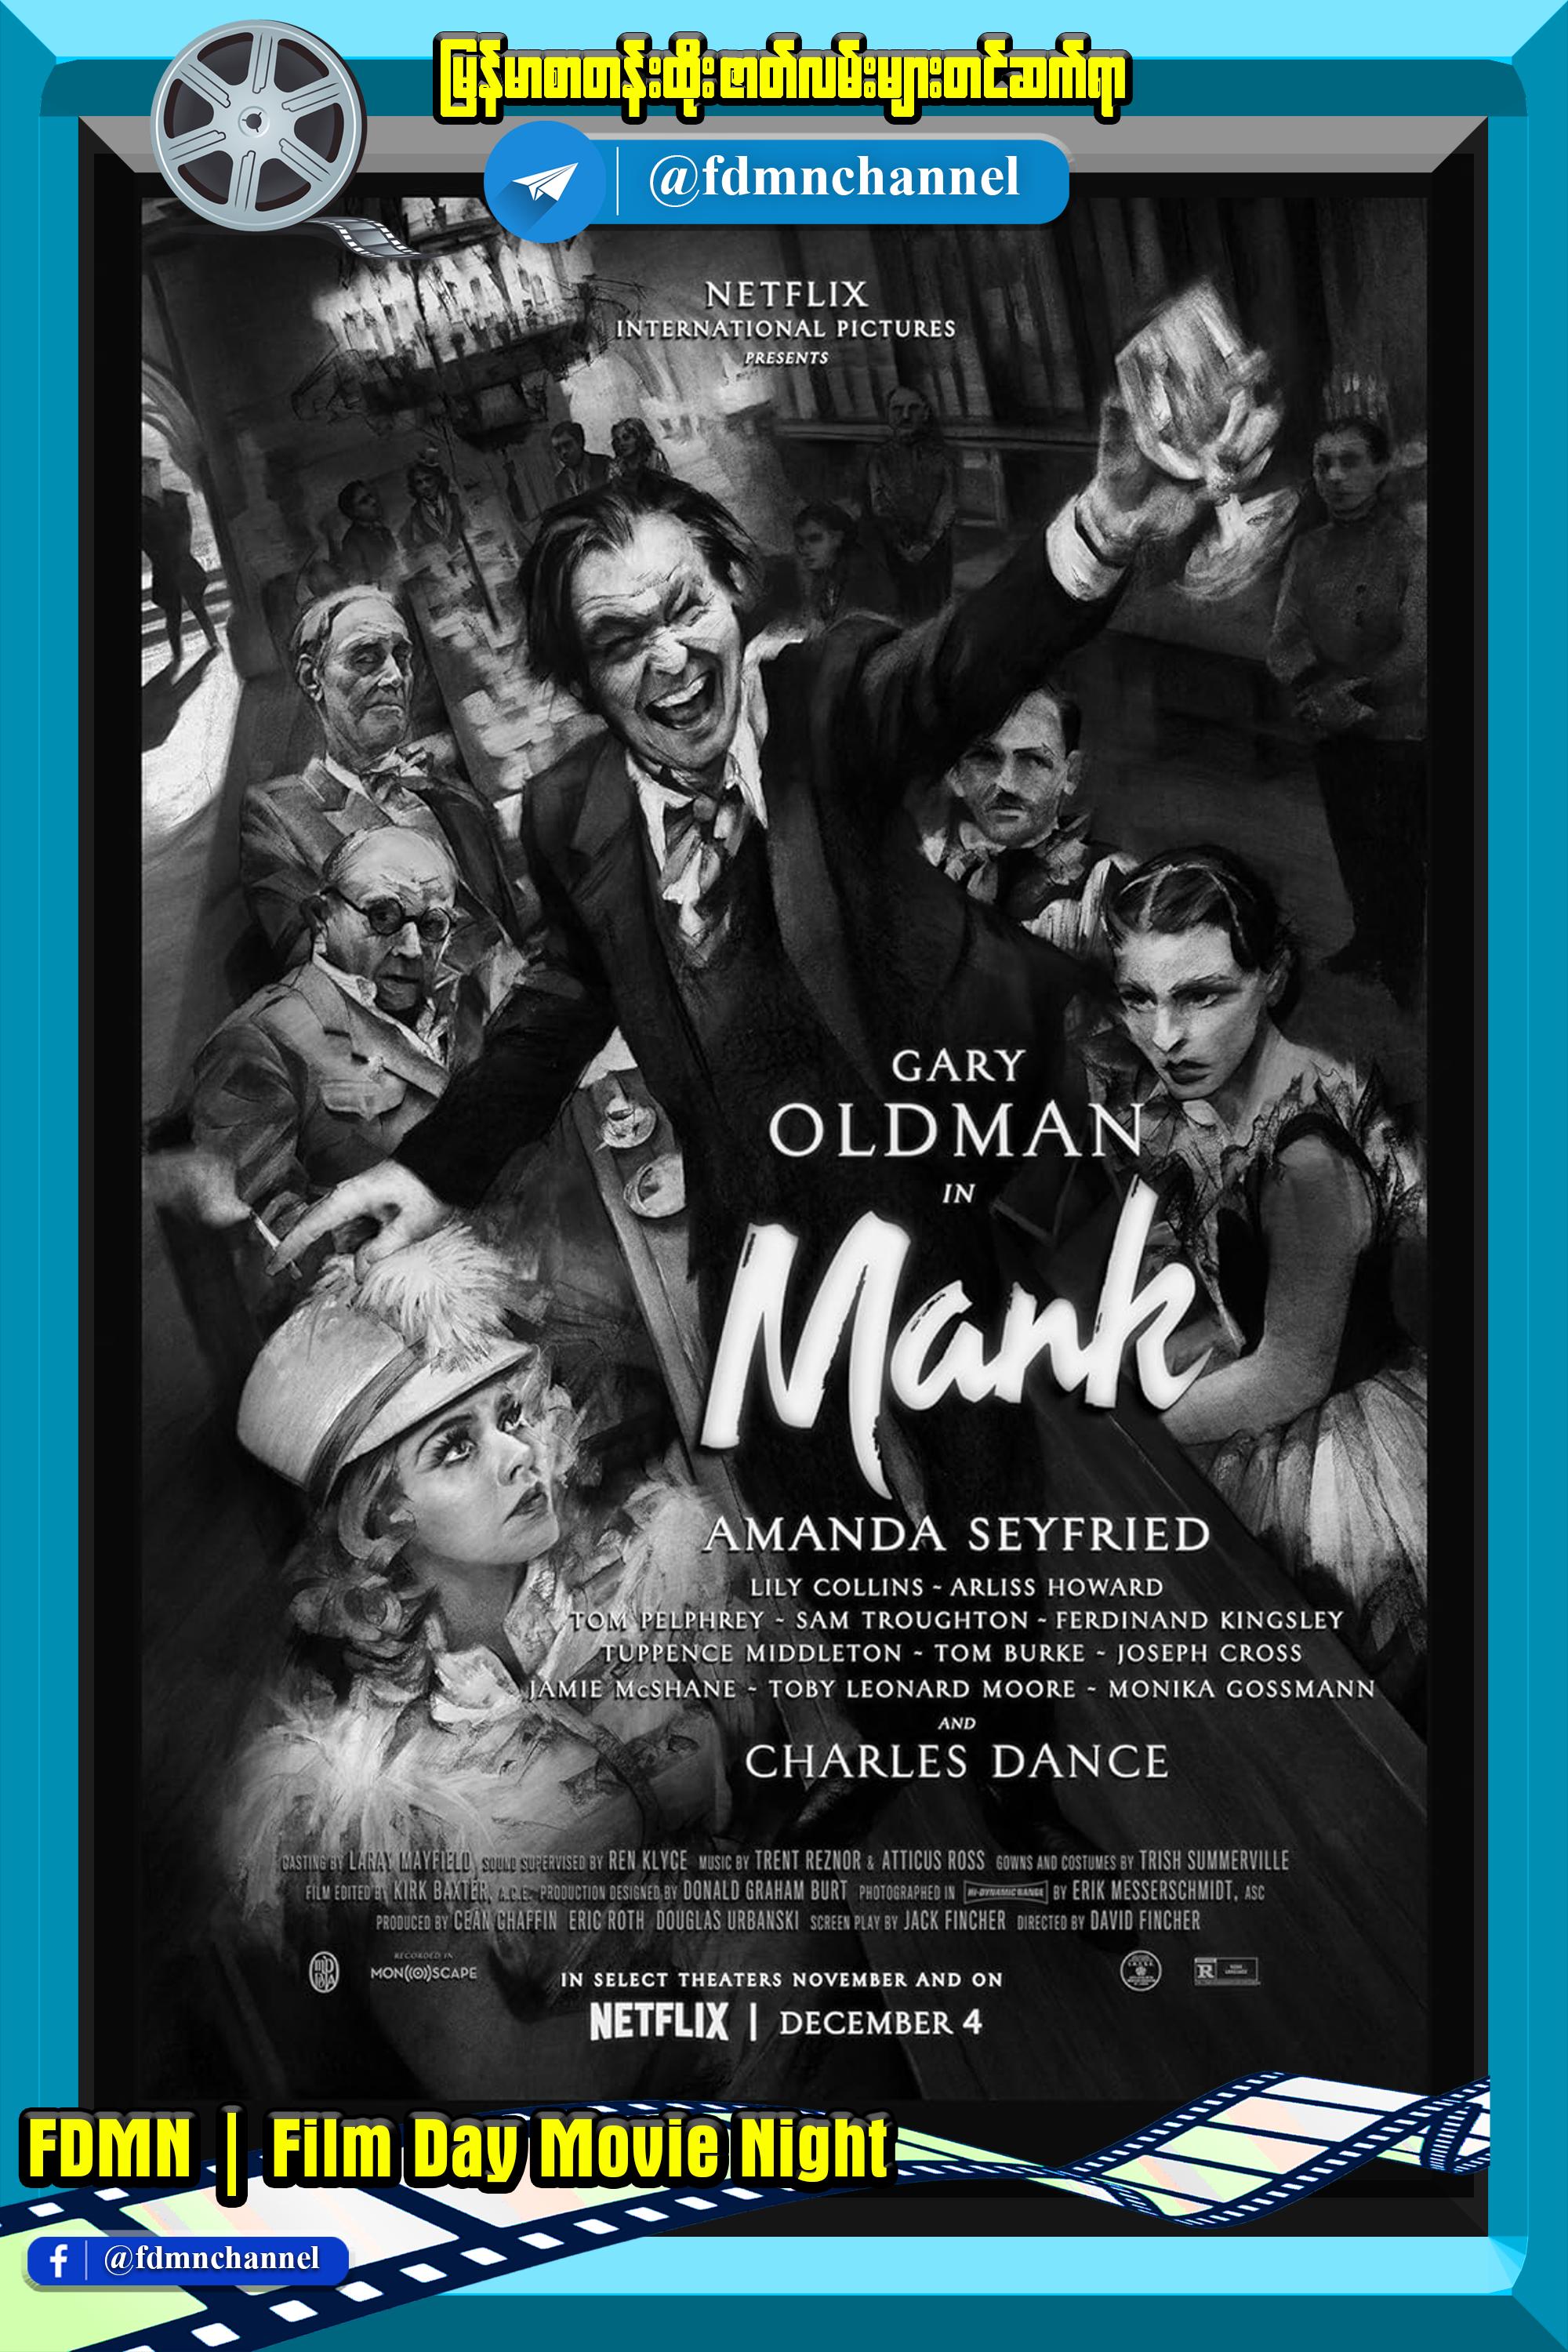 မြန်မာစာတန်းထိုးဇာတ်လမ်းများတင်ဆက်ရာ
@fdmnchannel
NETFLIX
INTERNATIONAL PICTURES
PRESENTS
GARY
OLDMAN
IN
Mank
AMANDA SEYFRIED
LILY COLLINS ~ ARLISS HOWARD
TOM PELPHREY ~ SAM TROUGHTON ~ FERDINAND KINGSLEY
TUPPENCE MIDDLETON ~ TOM BURKE ~ JOSEPH CROSS
JAMIE McSHANE ~ TOBY LEONARD MOORE ~ MONIKA GOSSMANN
AND
CHARLES DANCE
CASTING BY LARAY MAYFIELD SOUND SUPERVISED BY REN KLYCE MUSIC BY TRENT REZNOR & ATTICUS ROSS GOWNS AND COSTUMES BY TRISH SUMMERVILLE
FILM EDITED BY KIRK BAXTER, A.C.E. PRODUCTION DESIGNED BY DONALD GRAHAM BURT PHOTOGRAPHED IN HI-DYNAMIC RANGE BY ERIK MESSERSCHMIDT, ASC
PRODUCED BY CEÁN CHAFFIN ERIC ROTH DOUGLAS URBANSKI SCREEN PLAY BY JACK FINCHER DIRECTED BY DAVID FINCHER
RECORDED IN
MON((O))SCAPE
R
IN SELECT THEATERS NOVEMBER AND ON
NETFLIX | DECEMBER 4
FDMN | Film Day Movie Night
@fdmnchannel